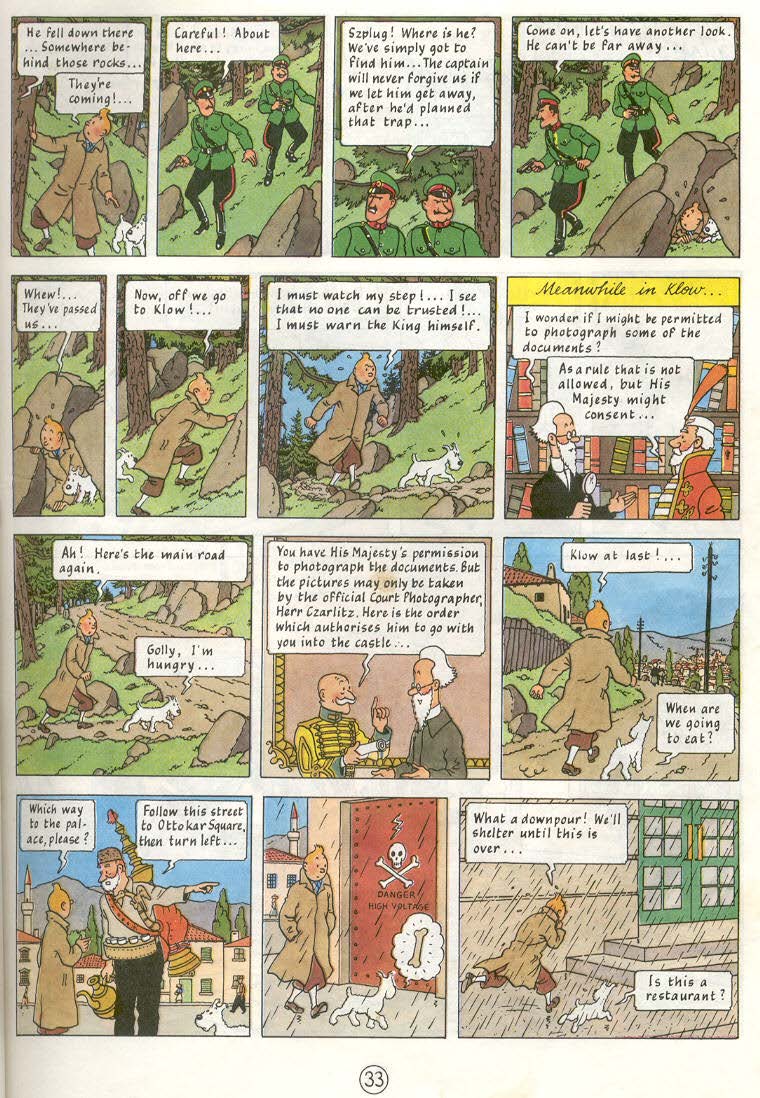 He fell down there
... Somewhere be-
hind those rocks...
They're
coming!...
Careful! About
here...
Szplug! Where is he?
We've simply got to
find him... The captain
will never forgive us if
we let him get away,
after he'd planned
that trap...
Come on, let's have another look.
He can't be far away...
Whew!...
They've passed
us...
Now, off we go
to Klow!...
I must watch my step!... I see
that no one can be trusted!...
I must warn the King himself.
Meanwhile in Klow...
I wonder if I might be permitted
to photograph some of the
documents?
As a rule that is not
allowed, but His
Majesty might
consent...
Ah! Here's the main road
again.
Golly, I'm
hungry...
You have His Majesty's permission
to photograph the documents. But
the pictures may only be taken
by the official Court Photographer,
Herr Czarlitz. Here is the order
which authorises him to go with
you into the castle...
Klow at last!...
When are
we going
to eat?
Which way
to the pal-
ace, please?
Follow this street
to Ottokar Square,
then turn left...
DANGER
HIGH VOLTAGE
What a downpour! We'll
shelter until this is
over...
Is this a
restaurant?
33